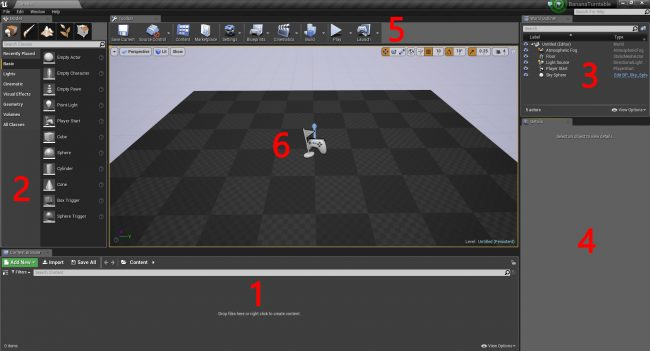 BananaTurntable
File Edit Window Help
Search For Help
Modes
Toolbar
World Outliner
5
Save Current
Source Control
Content
Marketplace
Settings
Blueprints
Cinematics
Build
Play
Launch
Search Classes
Search
Recently Placed
Basic
Lights
Cinematic
Visual Effects
Geometry
Volumes
All Classes
Empty Actor
Empty Character
Empty Pawn
Point Light
Player Start
Cube
Sphere
Cylinder
Cone
Box Trigger
Sphere Trigger
2
Perspective
Lit
Show
10
10°
0.25
4
6
Level: Untitled (Persistent)
Label
Type
Untitled (Editor) World
Atmospheric Fog AtmosphericFog
Floor StaticMeshActor
Light Source DirectionalLight
Player Start PlayerStart
Sky Sphere Edit BP_Sky_Sphe
3
5 actors
View Options
Details
Select an object to view details.
4
Content Browser
Add New
Import
Save All
Content
Filters
Search Content
1
Drop files here or right click to create content.
0 items
View Options